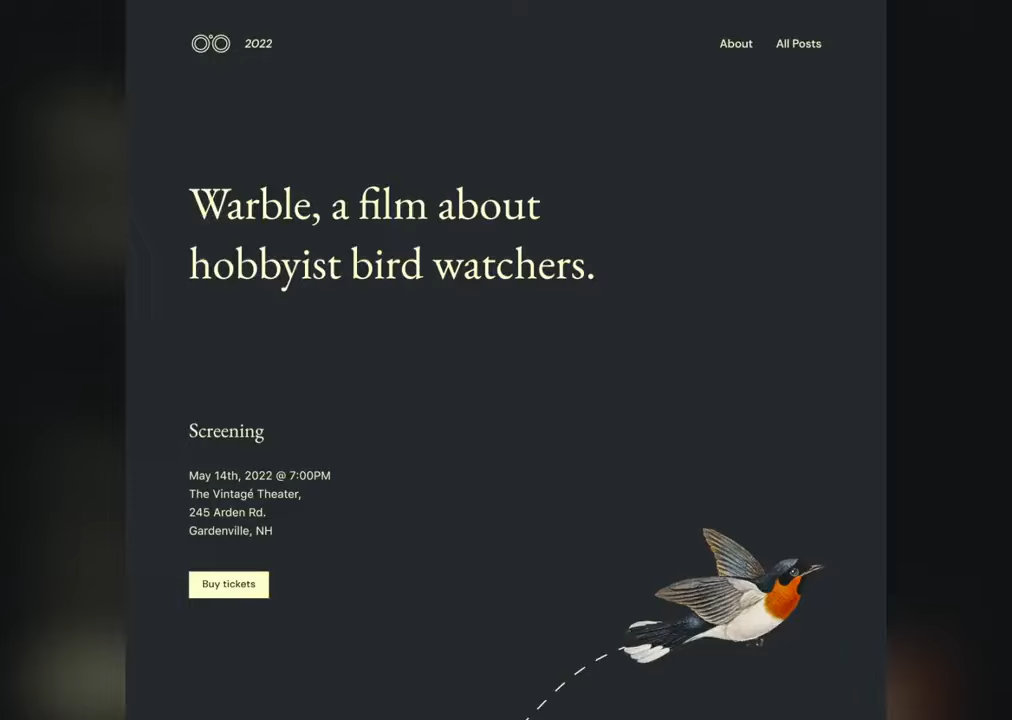 2022
About
All Posts
Warble, a film about
hobbyist bird watchers.
Screening
May 14th, 2022 @ 7:00PM
The Vintagé Theater,
245 Arden Rd.
Gardenville, NH
Buy tickets